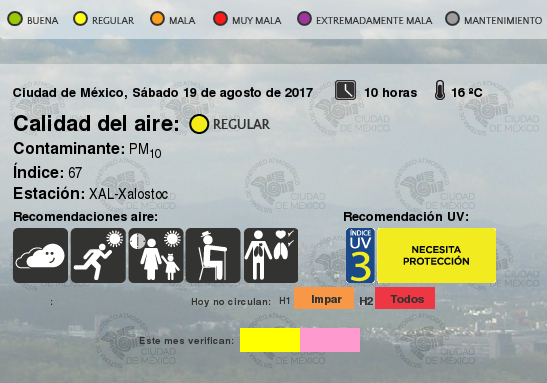 BUENA REGULAR MALA MUY MALA EXTREMADAMENTE MALA MANTENIMIENTO
Ciudad de México, Sábado 19 de agosto de 2017 10 horas 16 ºC
Calidad del aire: REGULAR
Contaminante: PM10
Índice: 67
Estación: XAL-Xalostoc
Recomendaciones aire: Recomendación UV:
ÍNDICE
UV
3
NECESITA
PROTECCIÓN
: Hoy no circulan: H1 Impar H2 Todos
Este mes verifican:
CIUDAD
DE MÉXICO